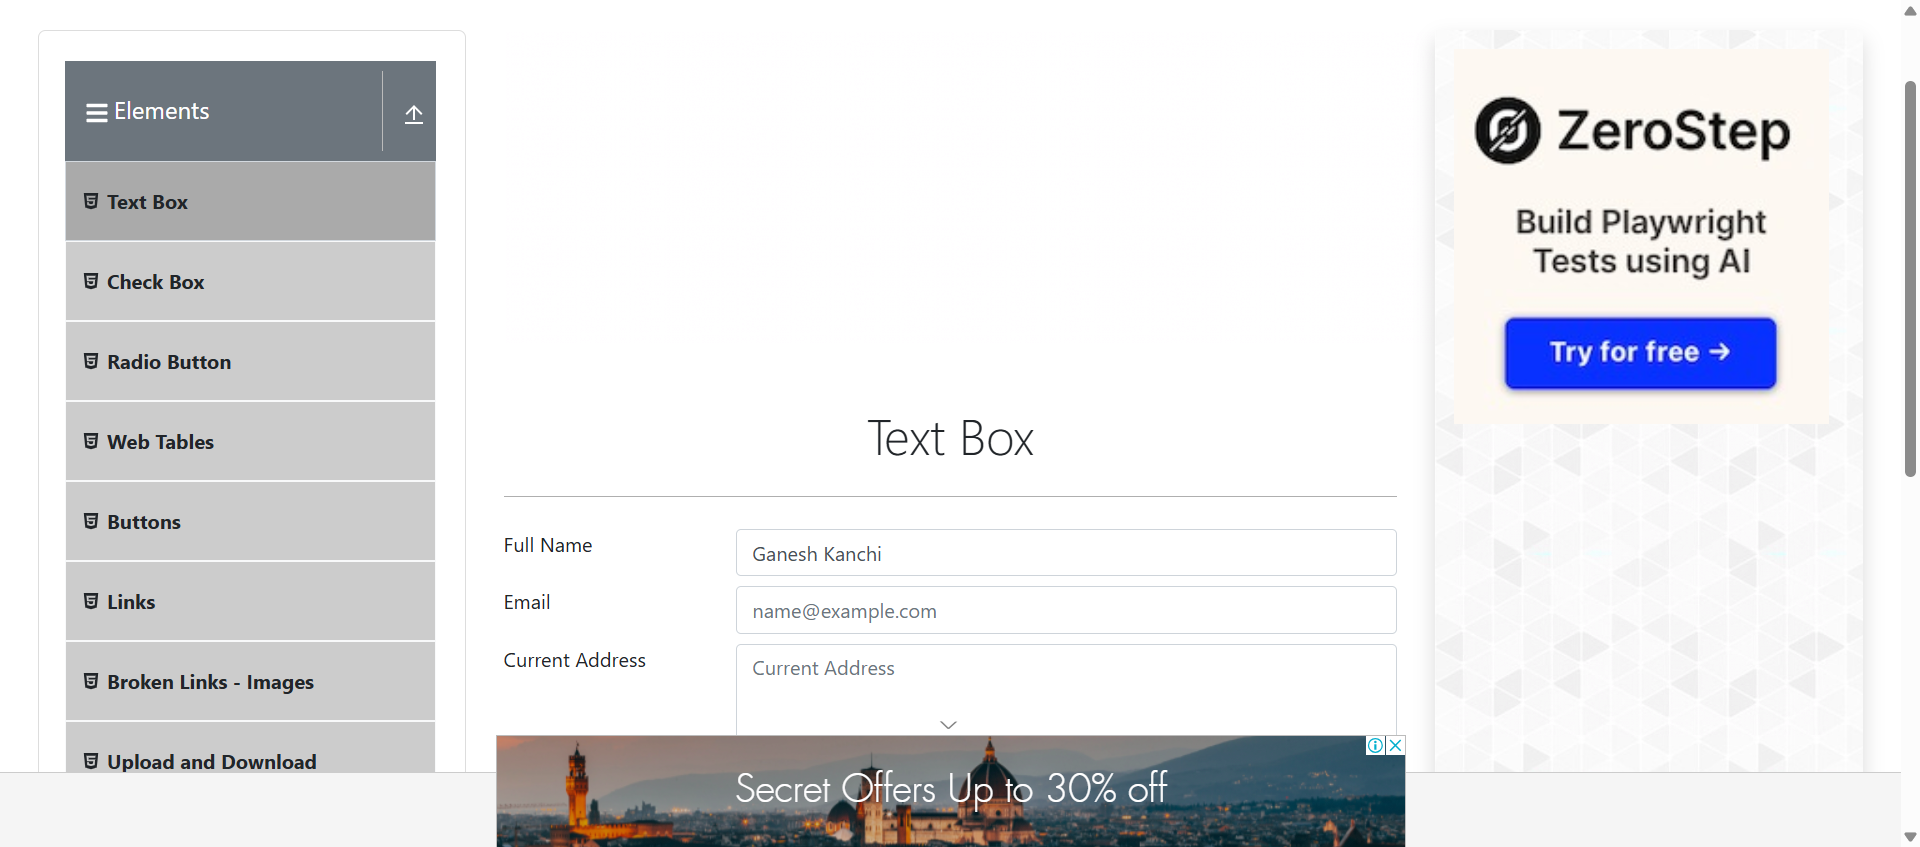 Elements
Text Box
Check Box
Radio Button
Web Tables
Buttons
Links
Broken Links - Images
Upload and Download
Text Box
Full Name
Ganesh Kanchi
Email
name@example.com
Current Address
Current Address
Secret Offers Up to 30% off
ZeroStep
Build Playwright
Tests using AI
Try for free →